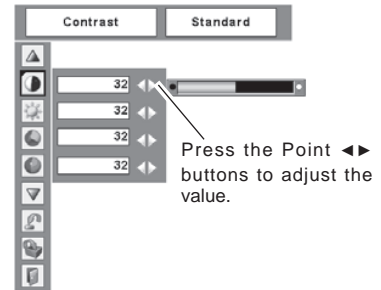 Contrast Standard
32
32
32
32
Press the Point ◄►
buttons to adjust the
value.